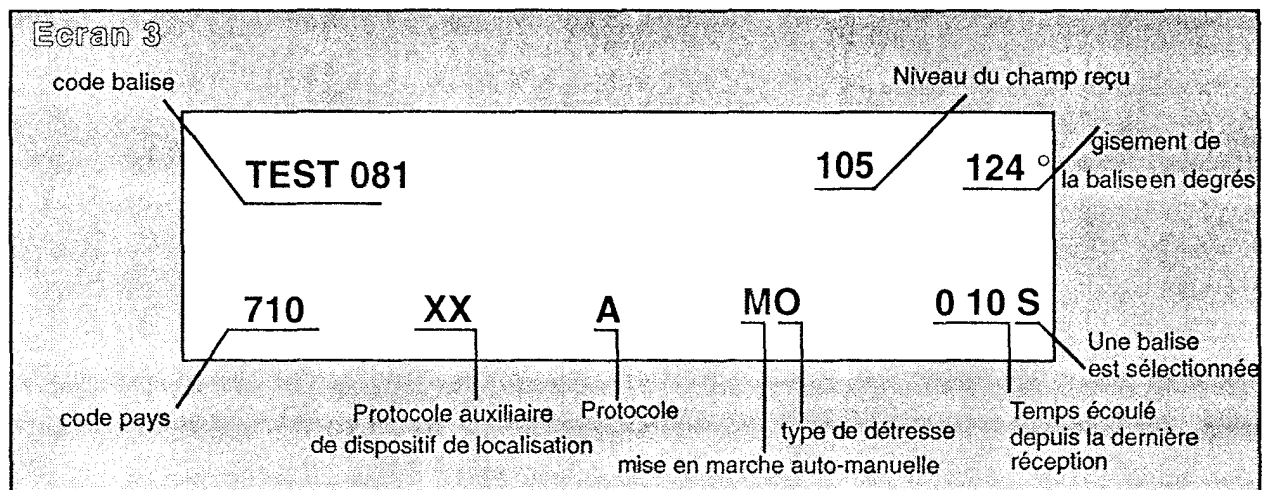 Ecran 3
code balise
Niveau du champ reçu
TEST 081
105
124 °
gisement de
la balise en degrés
710
XX
A
MO
0 10 S
Une balise
est sélectionnée
code pays
Protocole auxiliaire
de dispositif de localisation
Protocole
type de détresse
mise en marche auto-manuelle
Temps écoulé
depuis la dernière
réception